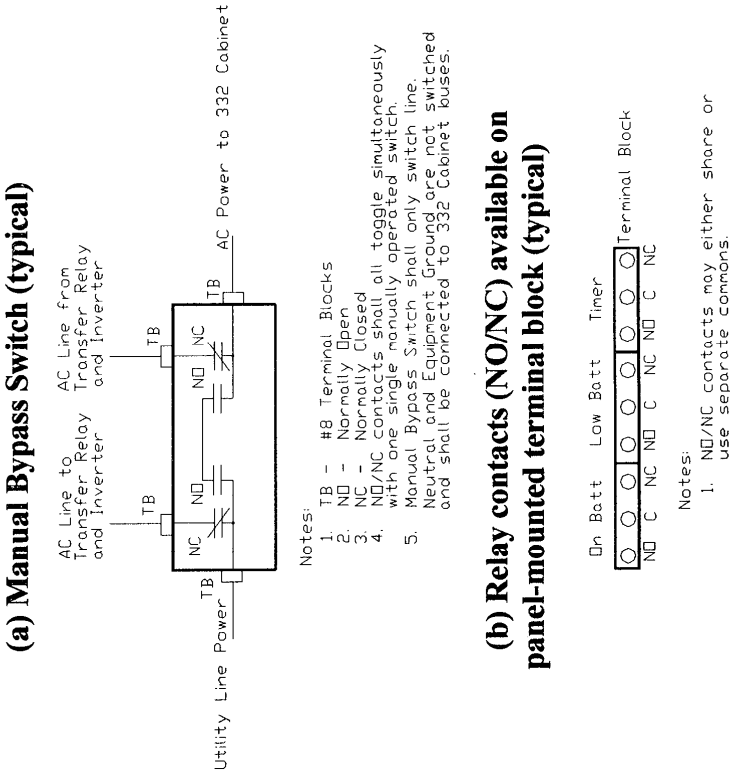 (a) Manual Bypass Switch (typical)
AC Line to
Transfer Relay
and Inverter
AC Line from
Transfer Relay
and Inverter
TB
TB
NC
NO
NO
NC
TB
TB
Utility Line Power
AC Power to 332 Cabinet
Notes:
1. TB - #8 Terminal Blocks
2. NO - Normally Open
3. NC - Normally Closed
4. NO/NC contacts shall all toggle simultaneously
with one single manually operated switch.
5. Manual Bypass Switch shall only switch line.
Neutral and Equipment Ground are not switched
and shall be connected to 332 Cabinet buses.
(b) Relay contacts (NO/NC) available on
panel-mounted terminal block (typical)
On Batt Low Batt Timer
Terminal Block
NO C NC NO C NC NO C NC
Notes:
1. NO/NC contacts may either share or
use separate commons.